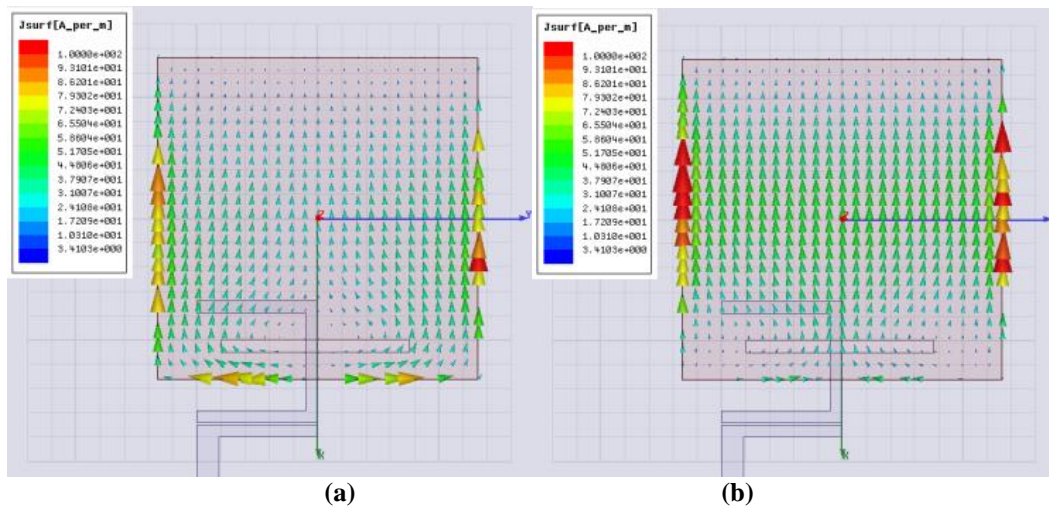 Jsurf[A_per_m]
1.0000e+002
9.3101e+001
8.6201e+001
7.9302e+001
7.2403e+001
6.5504e+001
5.8604e+001
5.1705e+001
4.4806e+001
3.7907e+001
3.1007e+001
2.4108e+001
1.7209e+001
1.0310e+001
3.4103e+000
Z
Jsurf[A_per_m]
1.0000e+002
9.3101e+001
8.6201e+001
7.9302e+001
7.2403e+001
6.5504e+001
5.8604e+001
5.1705e+001
4.4806e+001
3.7907e+001
3.1007e+001
2.4108e+001
1.7209e+001
1.0310e+001
3.4103e+000
Z
(a)
(b)